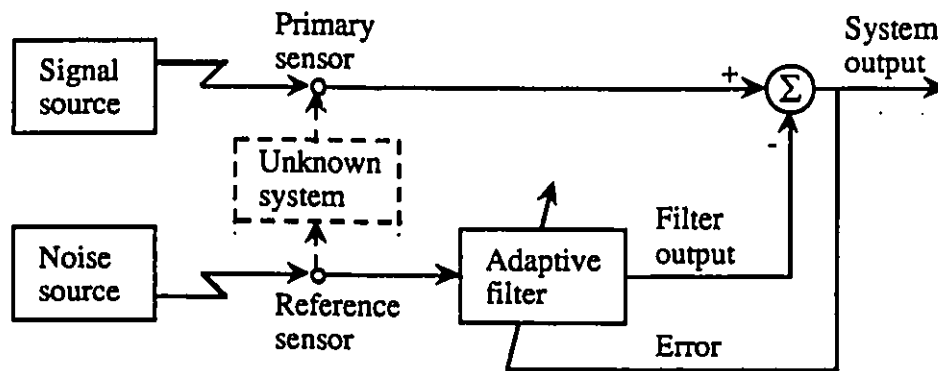 Signal
source
Primary
sensor
+
Σ
-
System
output
Unknown
system
Noise
source
Reference
sensor
Adaptive
filter
Filter
output
Error